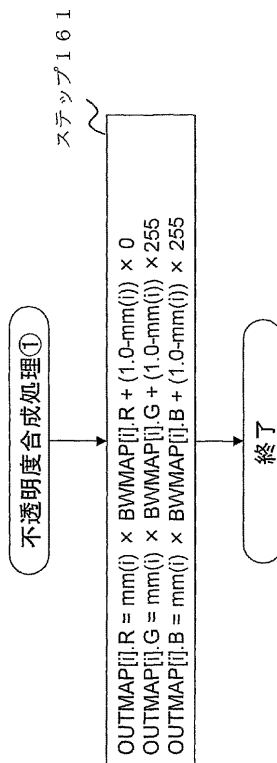 不透明度合成処理①
ステップ161
OUTMAP[i].R = mm(i) × BWMAP[i].R + (1.0-mm(i)) × 0
OUTMAP[i].G = mm(i) × BWMAP[i].G + (1.0-mm(i)) ×255
OUTMAP[i].B = mm(i) × BWMAP[i].B + (1.0-mm(i)) × 255
終了